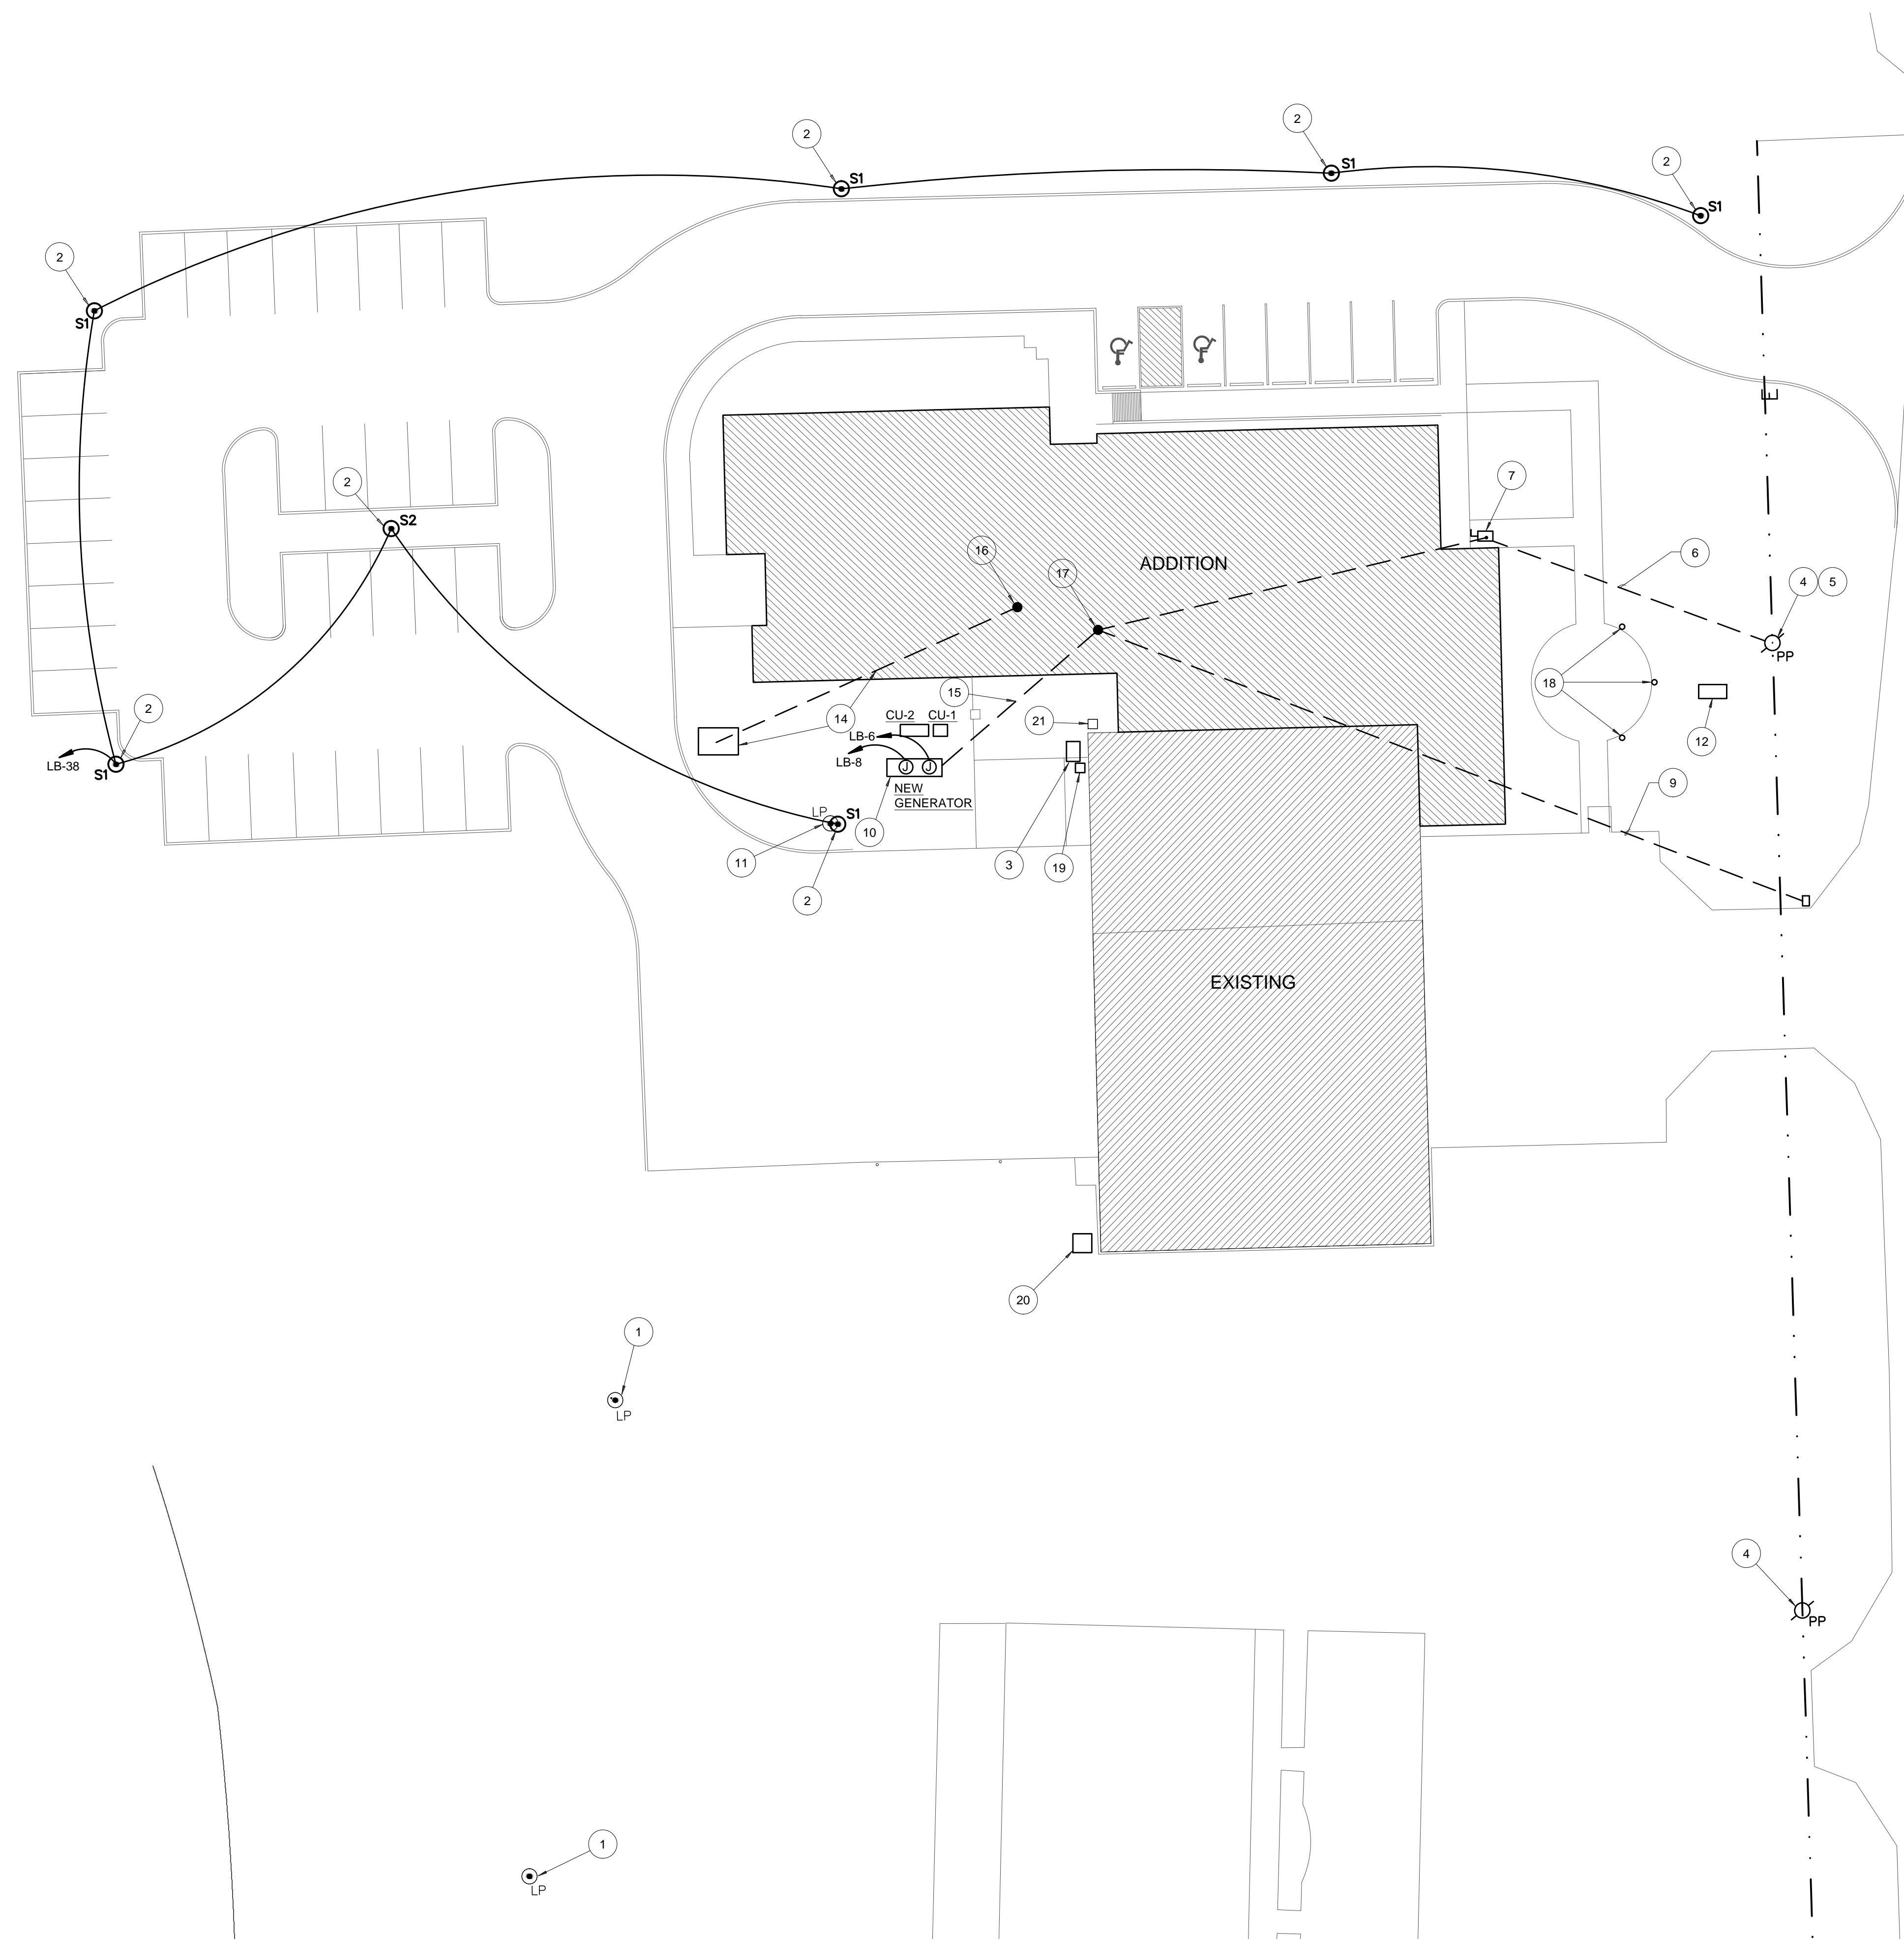 2
2
S1
S1
2
S1
2
S1
S1
E
2
S2
7
16
ADDITION
17
6
4
5
PP
18
15
12
2
14
CU-2
CU-1
21
LB-6
LB-8
LB-38
S1
J
J
NEW
GENERATOR
9
LP
S1
10
11
3
19
2
EXISTING
20
1
LP
4
PP
1
LP